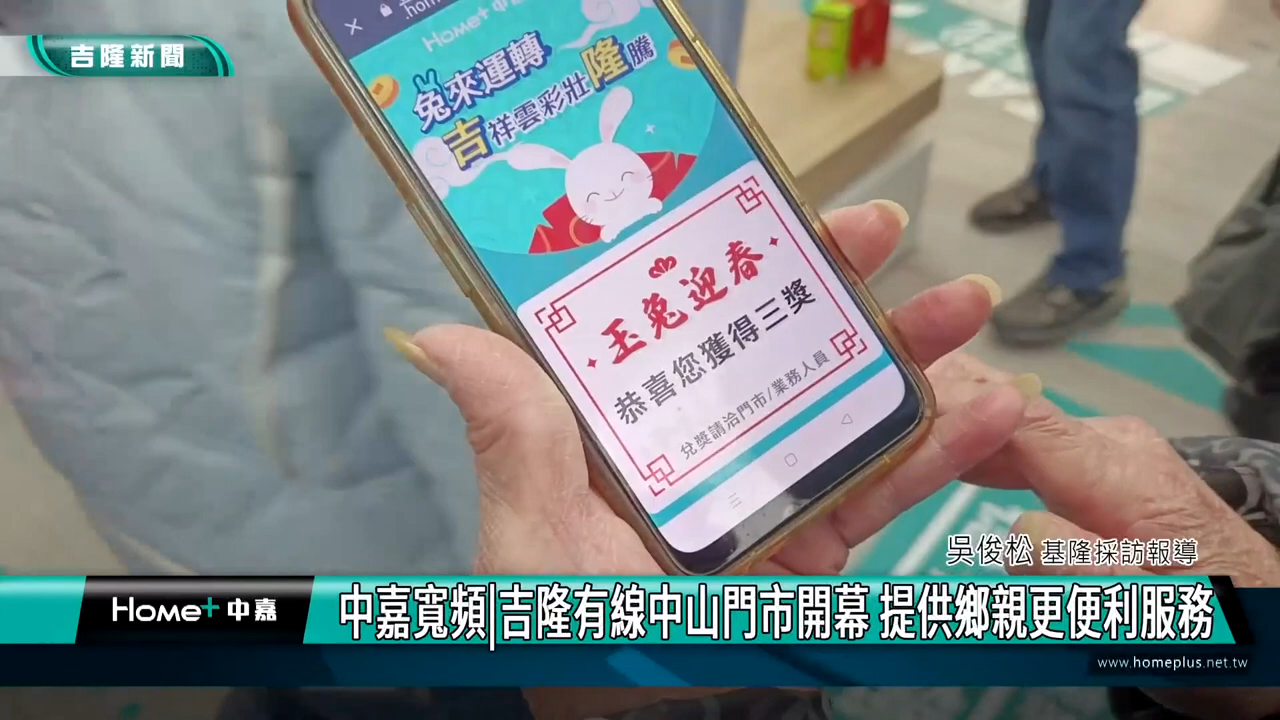 吉隆新聞
.hom
Home+ 中嘉
兔來運轉
吉祥雲彩壯隆騰
玉兔迎春
恭喜您獲得三獎
兌獎請洽門市/業務人員
吳俊松 基隆採訪報導
Home+ 中嘉
中嘉寬頻|吉隆有線中山門市開幕 提供鄉親更便利服務
www.homeplus.net.tw